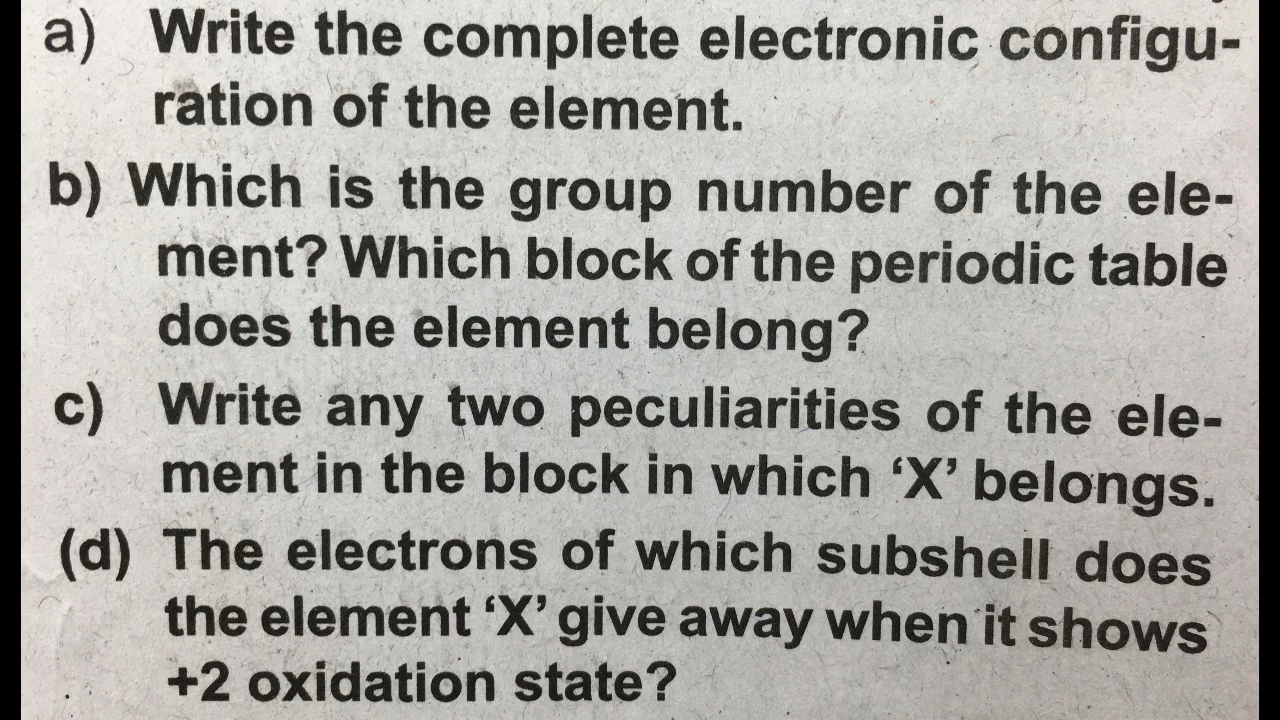 a) Write the complete electronic configu-
ration of the element.
b) Which is the group number of the ele-
ment? Which block of the periodic table
does the element belong?
c) Write any two peculiarities of the ele-
ment in the block in which ‘X’ belongs.
(d) The electrons of which subshell does
the element ‘X’ give away when it shows
+2 oxidation state?